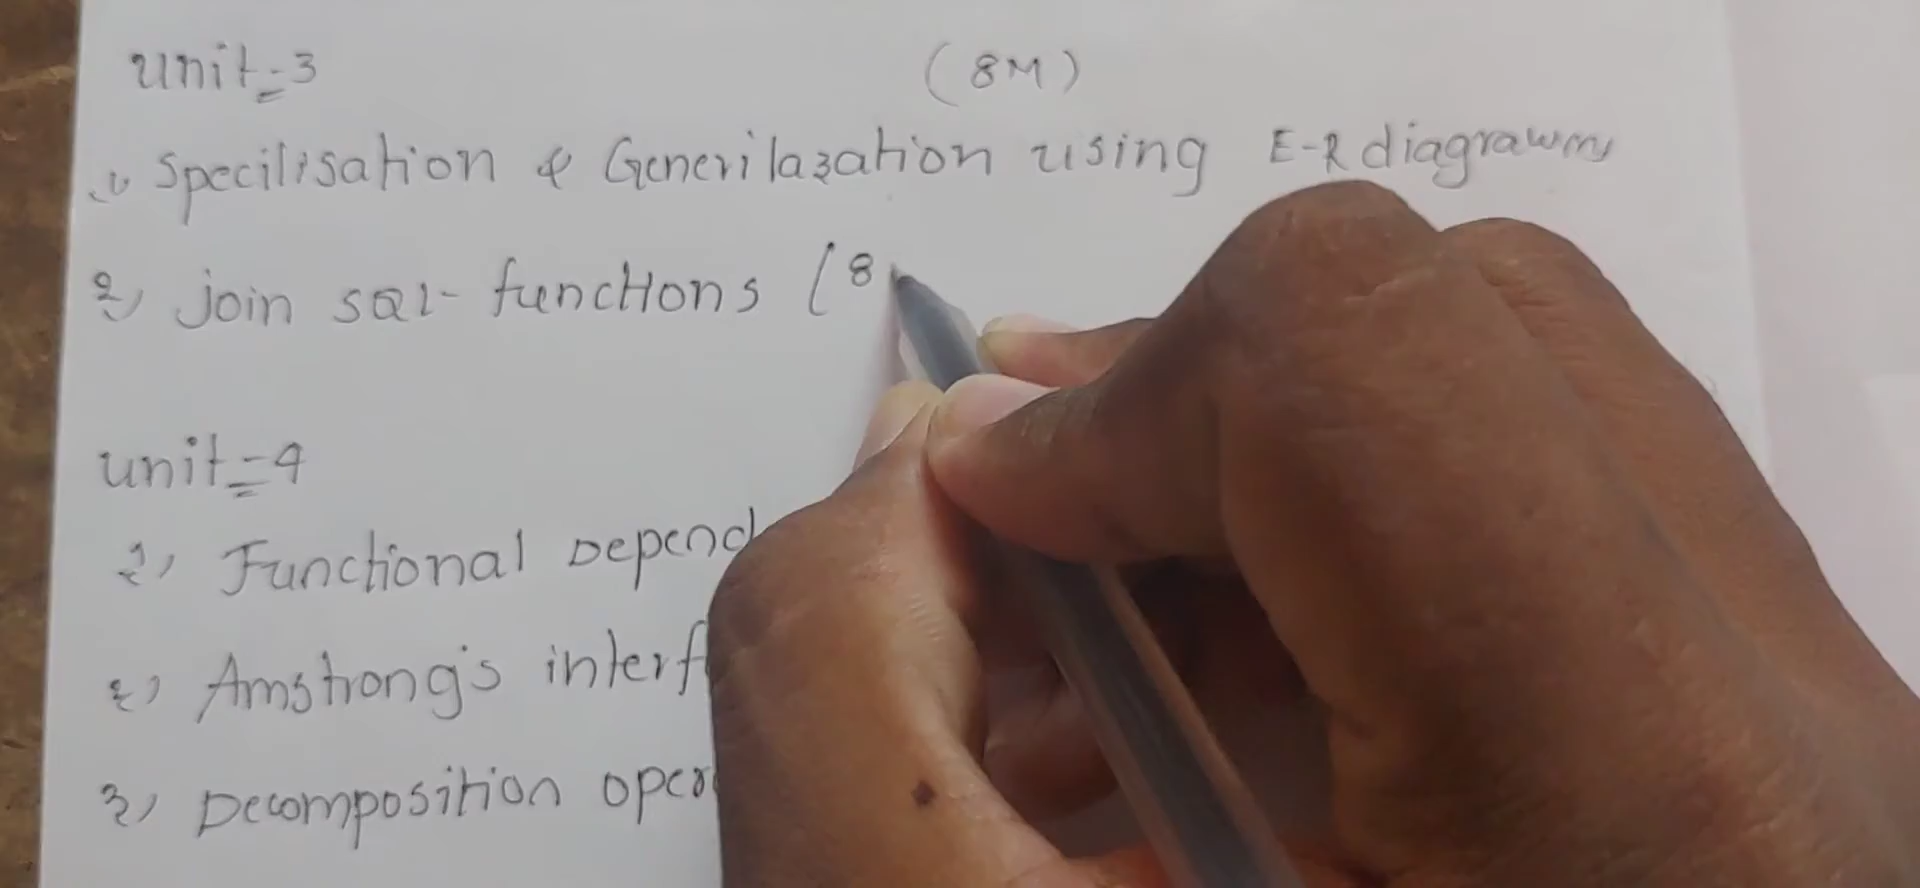 Unit-3 (8M)
1) Specilisation & Generilazation using E-R diagrawm
2) join SQL- functions (8
unit-4
1) Functional Depend
2) Amstrong's interf
3) Decomposition oper